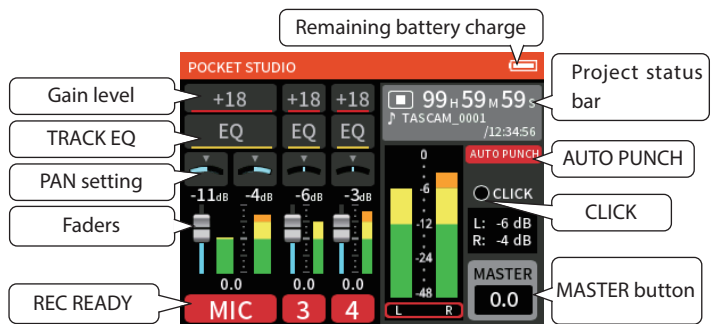 Remaining battery charge
POCKET STUDIO
Gain level
+18 +18 +18
99H59M59S
Project status
bar
TASCAM_0001
/12:34:56
TRACK EQ
EQ EQ EQ
0
AUTO PUNCH
AUTO PUNCH
PAN setting
-11dB -4dB -6dB -3dB
-6
CLICK
CLICK
Faders
-12
L: -6 dB
R: -4 dB
-24
MASTER
MASTER button
0.0 0.0 0.0
-48
0.0
REC READY
MIC 3 4
L R